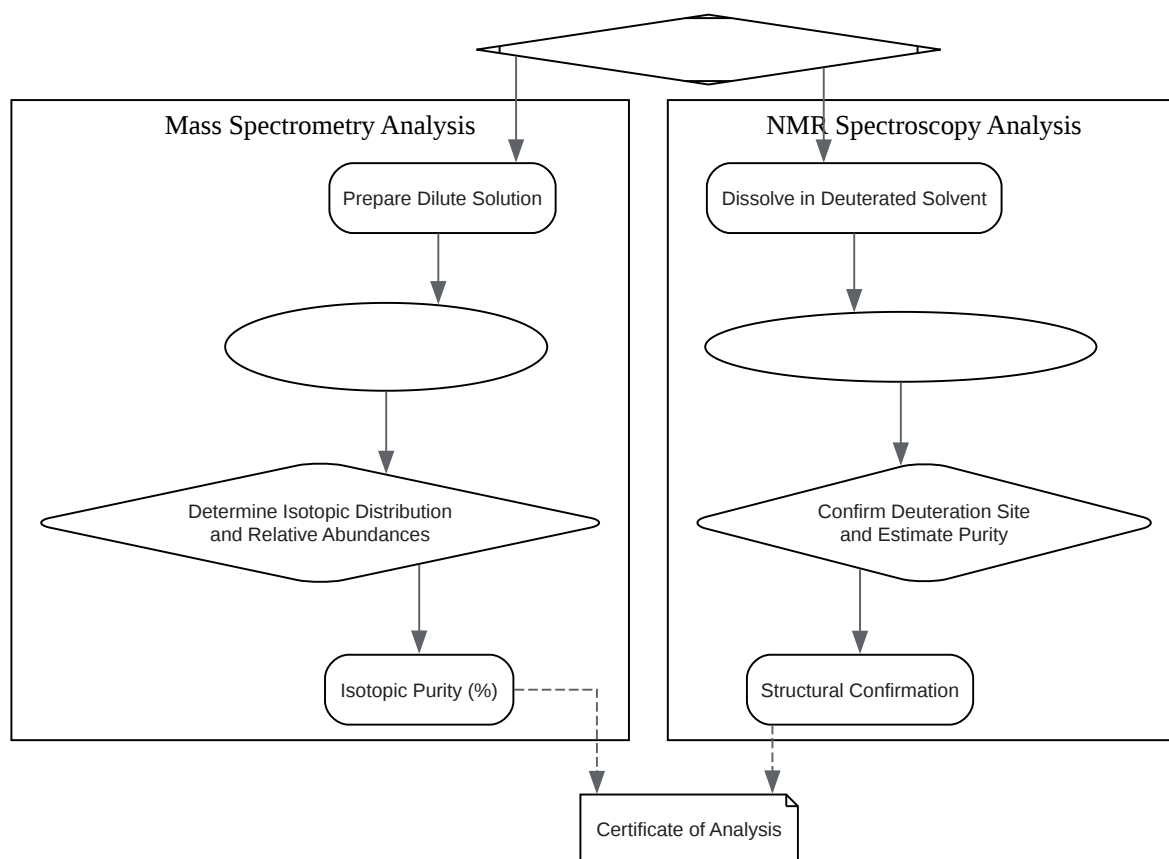 Mass Spectrometry Analysis
NMR Spectroscopy Analysis
Prepare Dilute Solution
Dissolve in Deuterated Solvent
Determine Isotopic Distribution
and Relative Abundances
Confirm Deuteration Site
and Estimate Purity
Isotopic Purity (%)
Structural Confirmation
Certificate of Analysis